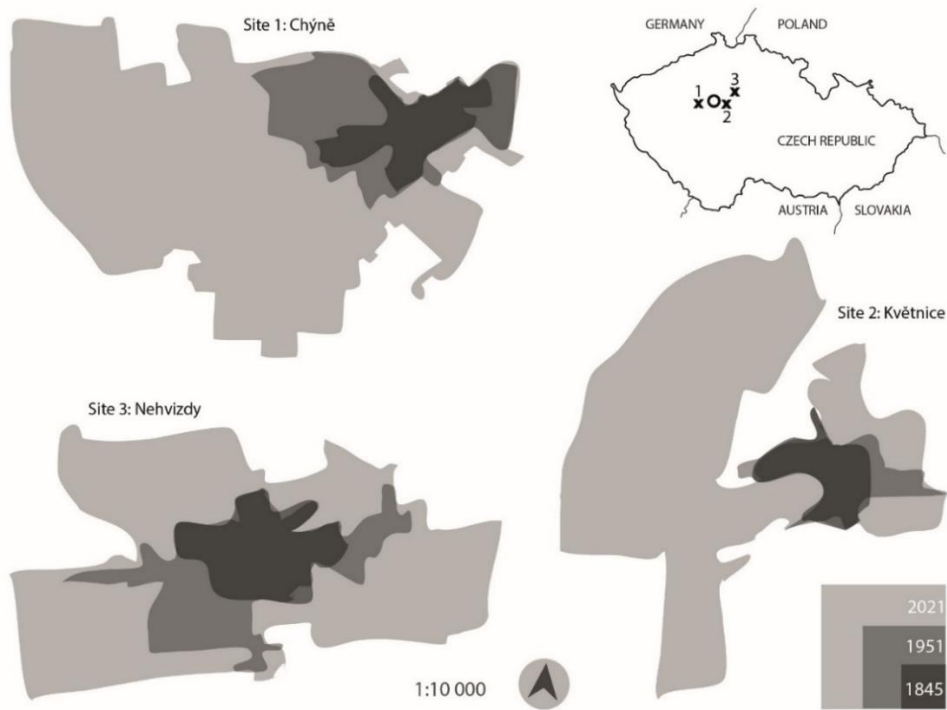 Site 1: Chýně
GERMANY
POLAND
1
3
2
CZECH REPUBLIC
AUSTRIA
SLOVAKIA
Site 2: Květnice
Site 3: Nehvizdy
2021
1951
1845
1:10 000